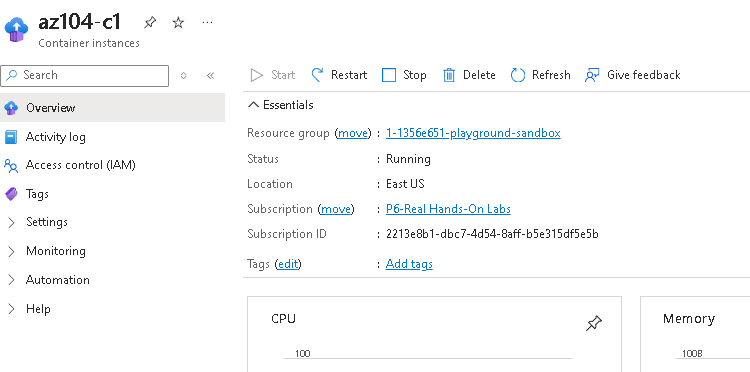 az104-c1
Container instances
Search
Start Restart Stop Delete Refresh Give feedback
Essentials
Overview
Activity log
Access control (IAM)
Tags
Settings
Monitoring
Automation
Help
Resource group (move) : 1-1356e651-playground-sandbox
Status : Running
Location : East US
Subscription (move) : P6-Real Hands-On Labs
Subscription ID : 2213e8b1-dbc7-4d54-8aff-b5e315df5e5b
Tags (edit) : Add tags
CPU
100
Memory
100B